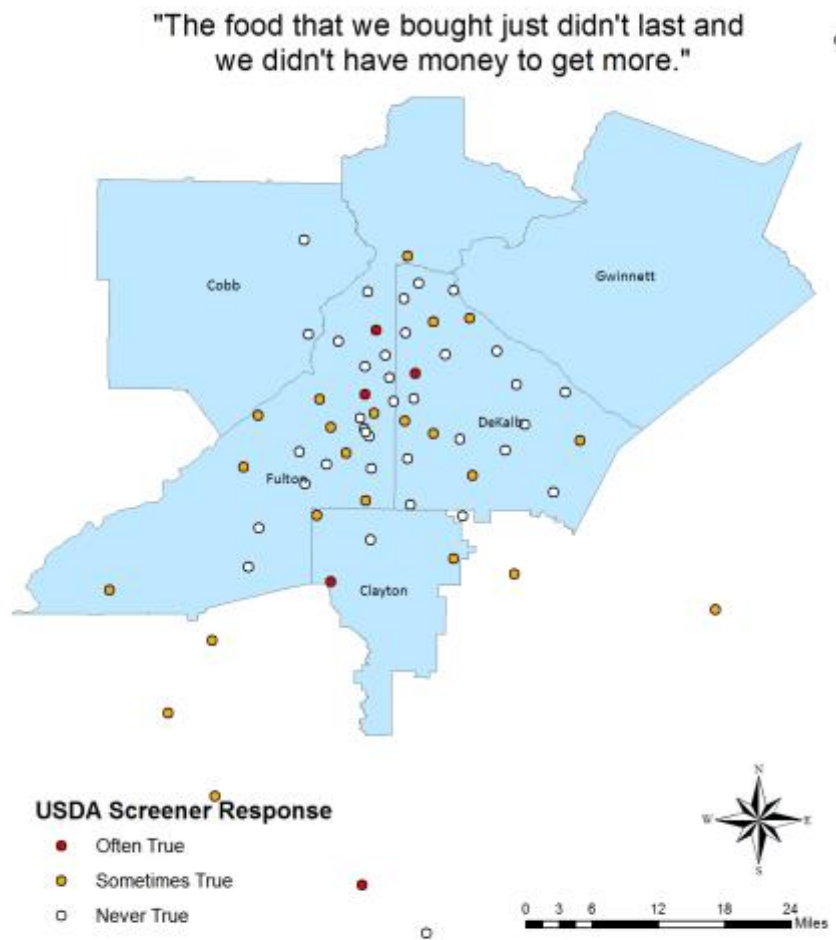 "The food that we bought just didn't last and
we didn't have money to get more."
Cobb
Gwinnett
DeKalb
Fulton
Clayton
USDA Screener Response
Often True
Sometimes True
Never True
N
W E
S
0 3 6 12 18 24
Miles